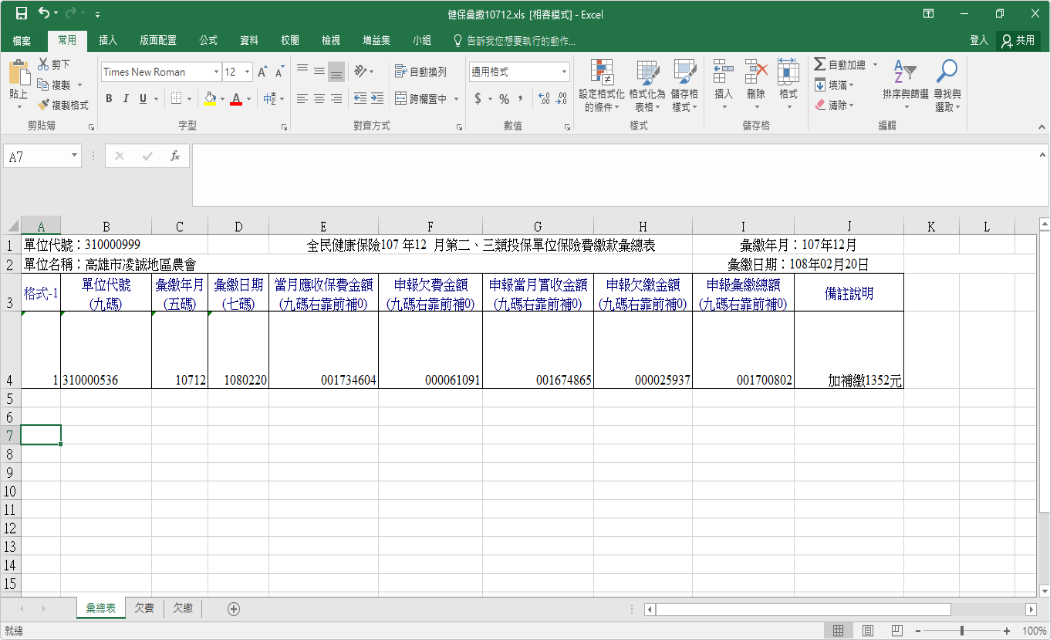 健保彙繳10712.xls [相容模式] - Excel
檔案 常用 插入 版面配置 公式 資料 校閱 檢視 增益集 小組 告訴我您想要執行的動作... 登入 共用
剪下
複製
複製格式
貼上
剪貼簿
Times New Roman 12
B I U
字型
自動換列
跨欄置中
對齊方式
通用格式
$ % ,
數值
設定格式化的條件
格式化為表格
儲存格樣式
樣式
插入 刪除 格式
儲存格
自動加總
填滿
清除
排序與篩選
尋找與選取
編輯
A7 fx
A B C D E F G H I J K L
1 單位代號：310000999 全民健康保險107 年12 月第二、三類投保單位保險費繳款彙總表 彙繳年月：107年12月
2 單位名稱：高雄市凌誠地區農會 彙繳日期：108年02月20日
3 格式-1 單位代號 彙繳年月 彙繳日期 當月應收保費金額 申報欠費金額 申報當月實收金額 申報欠繳金額 申報彙繳總額 備註說明
(九碼) (五碼) (七碼) (九碼右靠前補0) (九碼右靠前補0) (九碼右靠前補0) (九碼右靠前補0) (九碼右靠前補0)
4 1 310000536 10712 1080220 001734604 000061091 001674865 000025937 001700802 加補繳1352元
5
6
7
8
9
10
11
12
13
14
15
彙總表 欠費 欠繳
就緒 100%